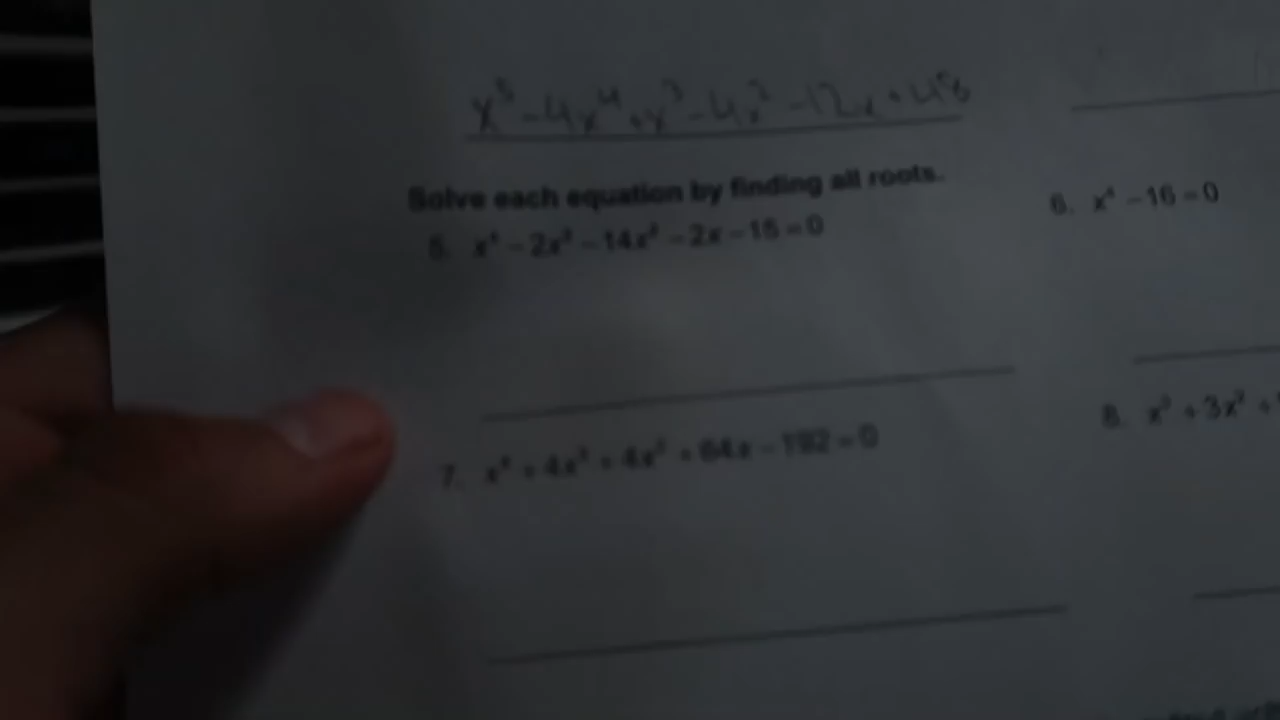 x⁵ - 4x⁴ + x³ - 4x² - 12x + 48
Solve each equation by finding all roots.
5. x⁴ - 2x³ - 14x² - 2x - 15 = 0
6. x⁴ - 16 = 0
7. x⁴ + 4x³ + 4x² + 64x - 192 = 0
8. x³ + 3x² +